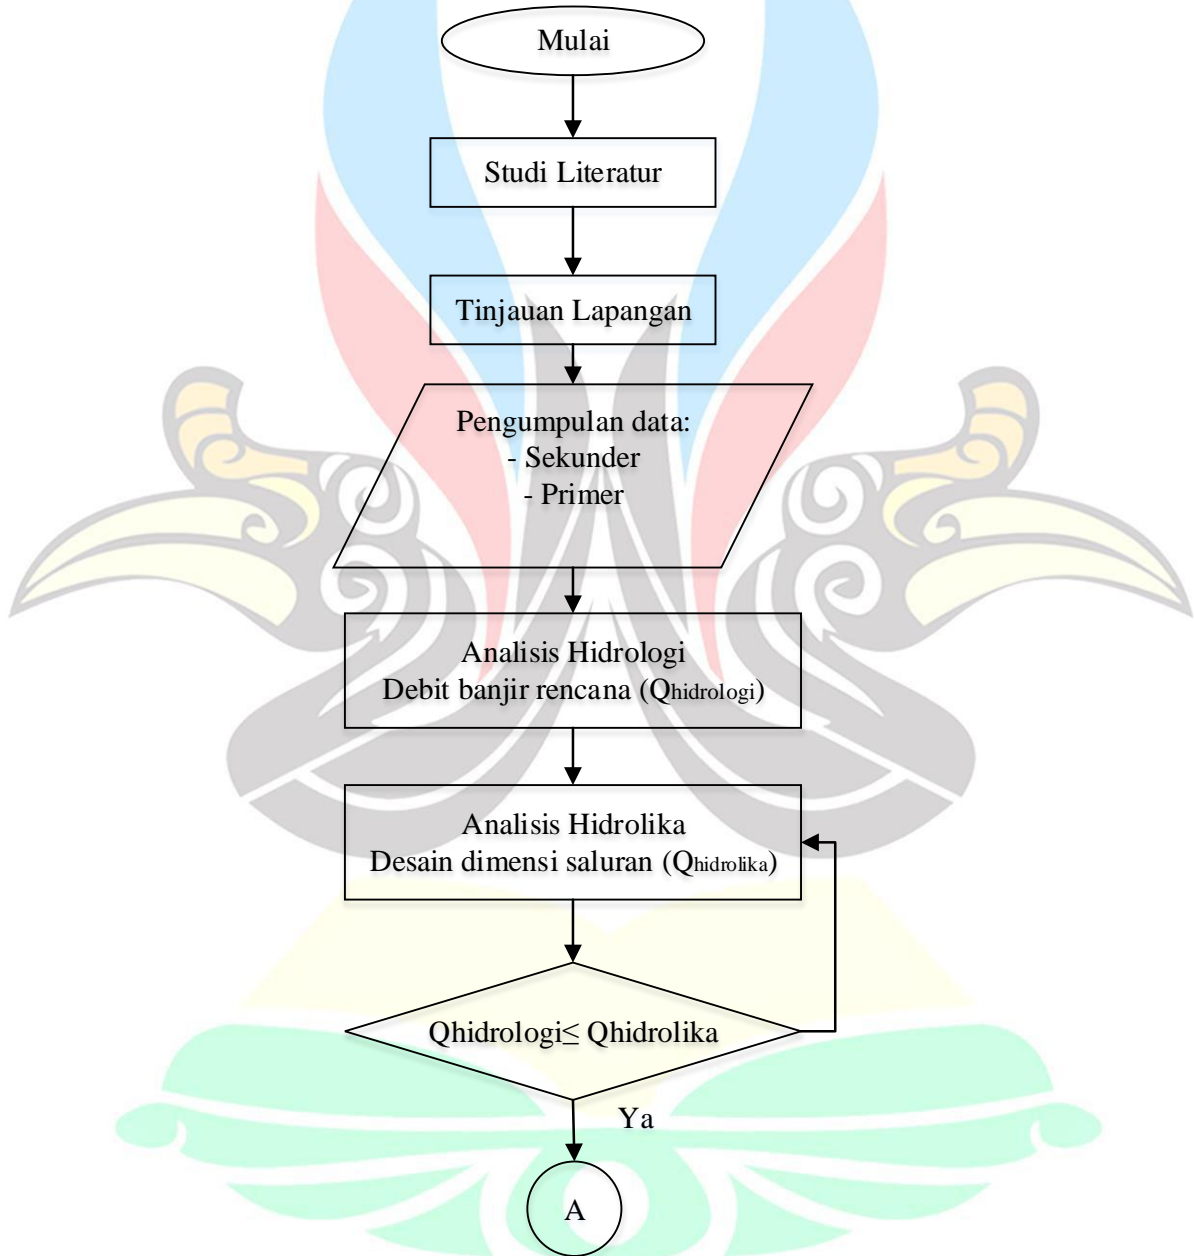 Mulai
Studi Literatur
Tinjauan Lapangan
Pengumpulan data:
- Sekunder
- Primer
Analisis Hidrologi
Debit banjir rencana (Qhidrologi)
Analisis Hidrolika
Desain dimensi saluran (Qhidrolika)
Qhidrologi≤ Qhidrolika
Ya
A